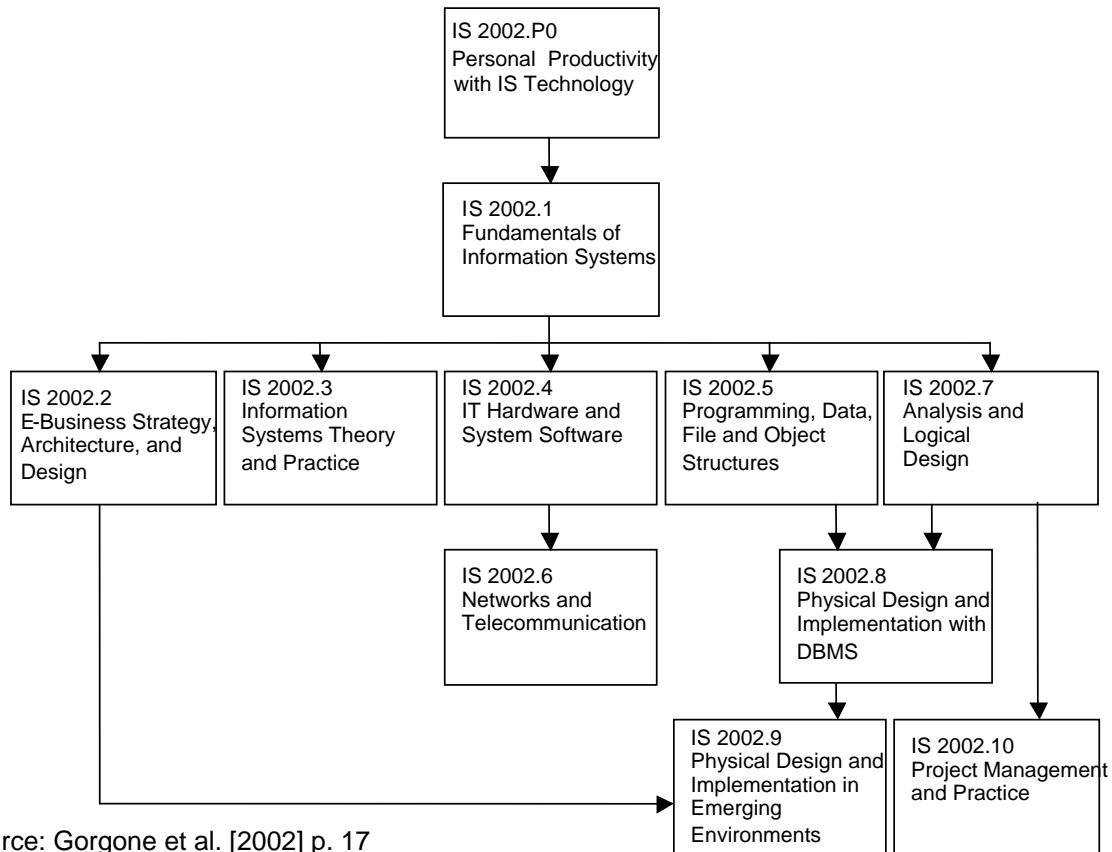 IS 2002.P0
Personal Productivity
with IS Technology
IS 2002.1
Fundamentals of
Information Systems
IS 2002.2
E-Business Strategy,
Architecture, and
Design
IS 2002.3
Information
Systems Theory
and Practice
IS 2002.4
IT Hardware and
System Software
IS 2002.5
Programming, Data,
File and Object
Structures
IS 2002.7
Analysis and
Logical
Design
IS 2002.6
Networks and
Telecommunication
IS 2002.8
Physical Design and
Implementation with
DBMS
IS 2002.9
Physical Design and
Implementation in
Emerging
Environments
IS 2002.10
Project Management
and Practice
rce: Gorgone et al. [2002] p. 17